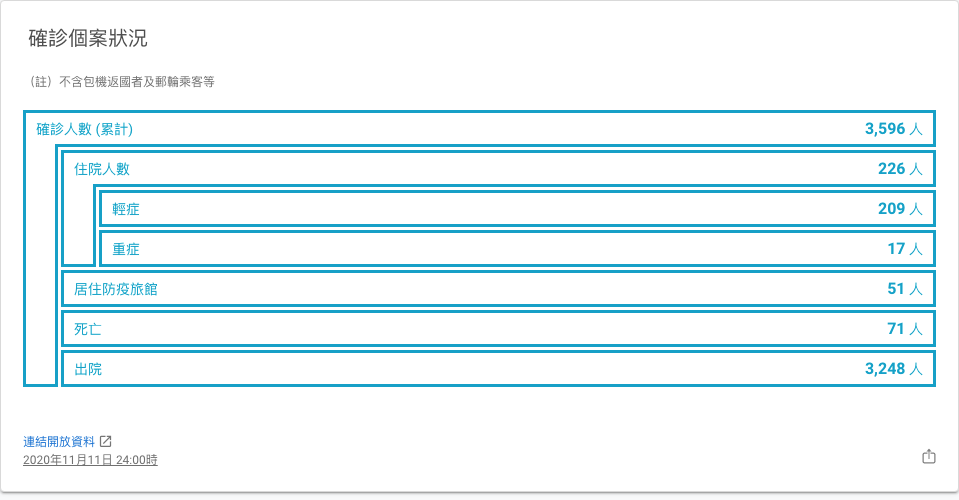 確診個案狀況
（註）不含包機返國者及郵輪乘客等
確診人數 (累計) 3,596 人
住院人數 226 人
輕症 209 人
重症 17 人
居住防疫旅館 51 人
死亡 71 人
出院 3,248 人
連結開放資料
2020年11月11日 24:00時